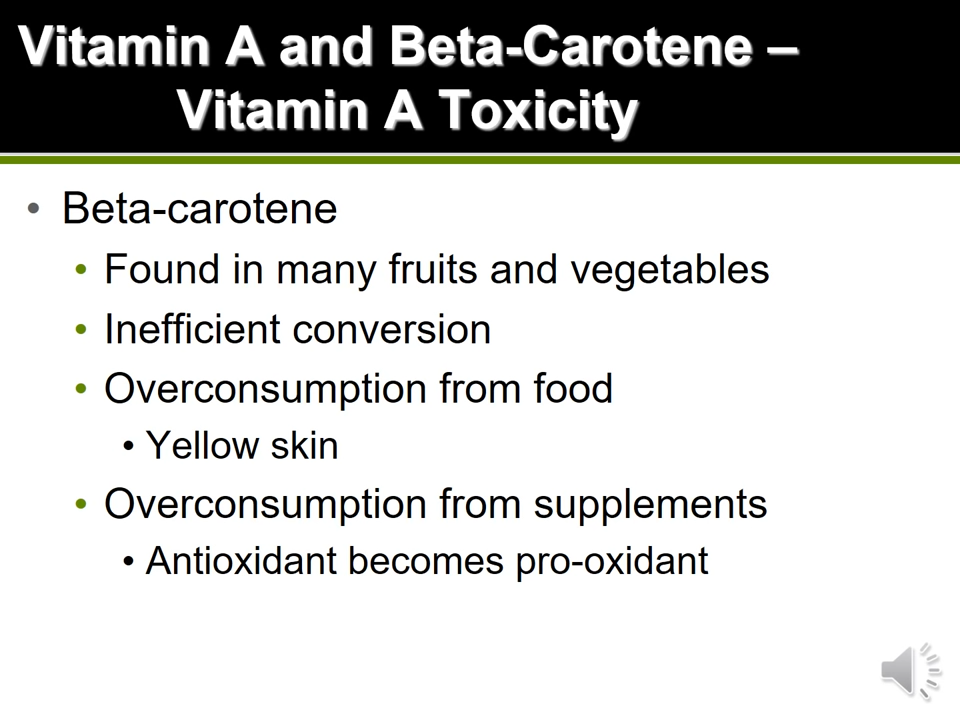 Vitamin A and Beta-Carotene –
Vitamin A Toxicity
• Beta-carotene
• Found in many fruits and vegetables
• Inefficient conversion
• Overconsumption from food
• Yellow skin
• Overconsumption from supplements
• Antioxidant becomes pro-oxidant